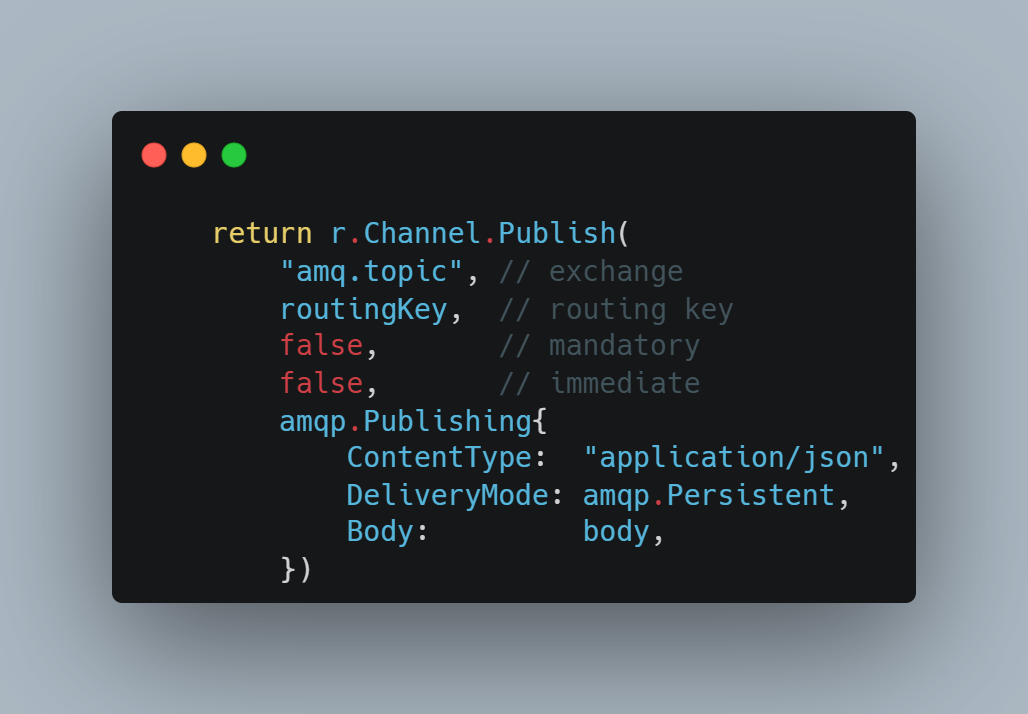 return r.Channel.Publish(
    "amq.topic", // exchange
    routingKey,  // routing key
    false,       // mandatory
    false,       // immediate
    amqp.Publishing{
        ContentType:  "application/json",
        DeliveryMode: amqp.Persistent,
        Body:         body,
    })